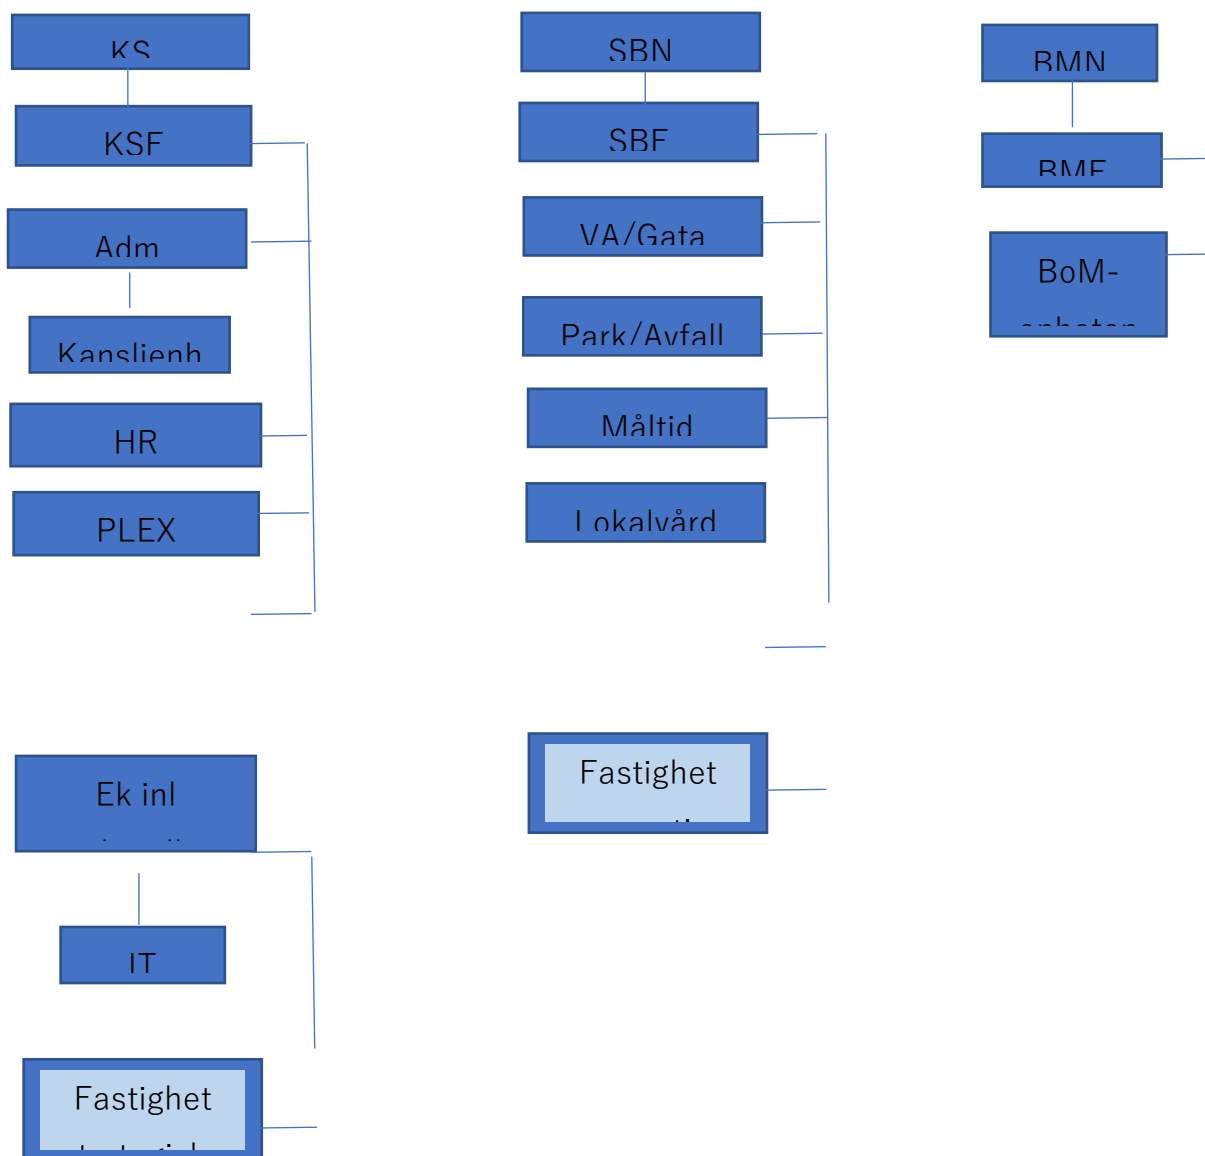 KS
KSF
Adm
Kanslienh
HR
PLEX
Ek inl
IT
Fastighet
SBN
SBF
VA/Gata
Park/Avfall
Måltid
Lokalvård
Fastighet
BMN
BMF
BoM-
enheten